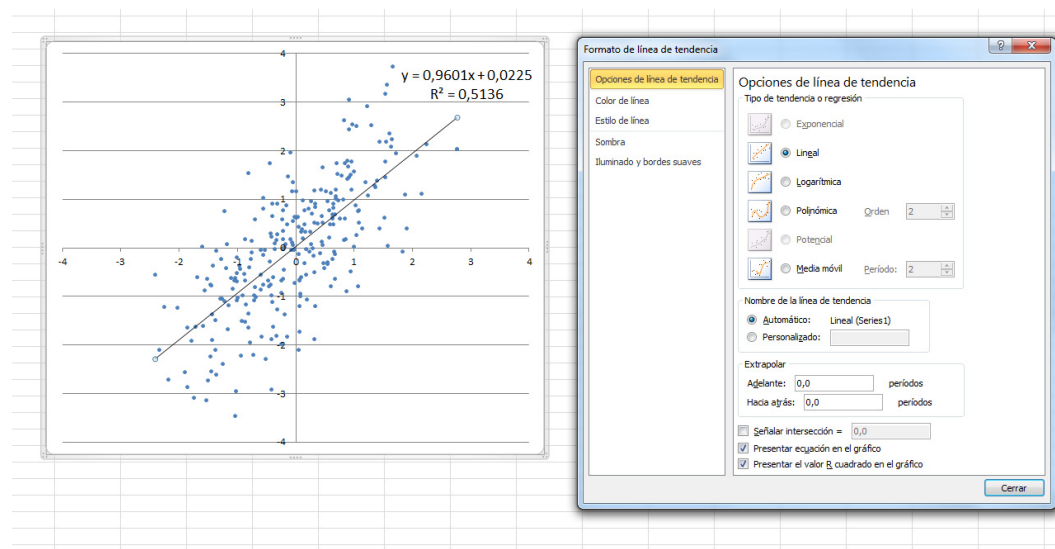 4
y = 0,9601x + 0,0225
R² = 0,5136
3
2
1
0
-4 -3 -2 -1 0 1 2 3 4
-1
-2
-3
-4
Formato de línea de tendencia
Opciones de línea de tendencia
Color de línea
Estilo de línea
Sombra
Iluminado y bordes suaves
Opciones de línea de tendencia
Tipo de tendencia o regresión
Exponencial
Lineal
Logarítmica
Polinómica Orden 2
Potencial
Media móvil Período: 2
Nombre de la línea de tendencia
Automático: Lineal (Series1)
Personalizado:
Extrapolar
Adelante: 0,0 períodos
Hacia atrás: 0,0 períodos
Señalar intersección = 0,0
Presentar ecuación en el gráfico
Presentar el valor R cuadrado en el gráfico
Cerrar